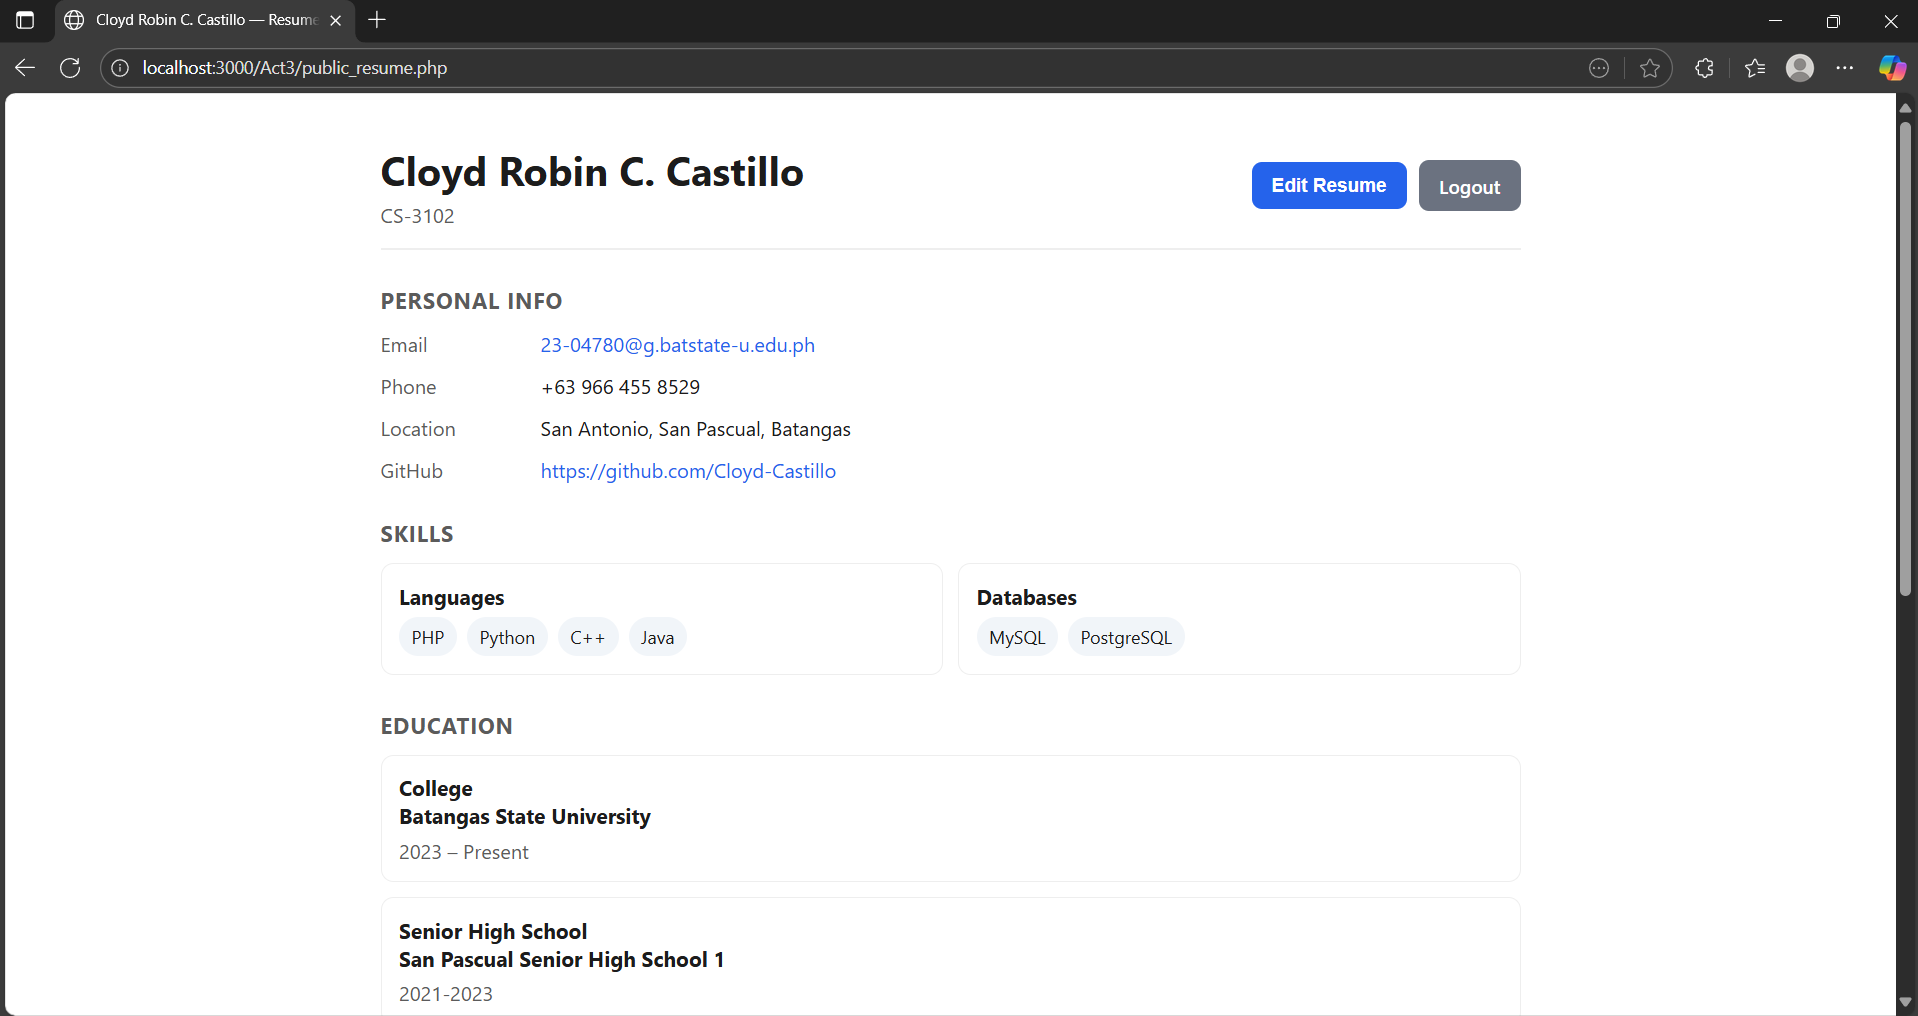 Cloyd Robin C. Castillo — Resume
localhost:3000/Act3/public_resume.php
Cloyd Robin C. Castillo
CS-3102
Edit Resume
Logout
PERSONAL INFO
Email 23-04780@g.batstate-u.edu.ph
Phone +63 966 455 8529
Location San Antonio, San Pascual, Batangas
GitHub https://github.com/Cloyd-Castillo
SKILLS
Languages
PHP Python C++ Java
Databases
MySQL PostgreSQL
EDUCATION
College
Batangas State University
2023 – Present
Senior High School
San Pascual Senior High School 1
2021-2023